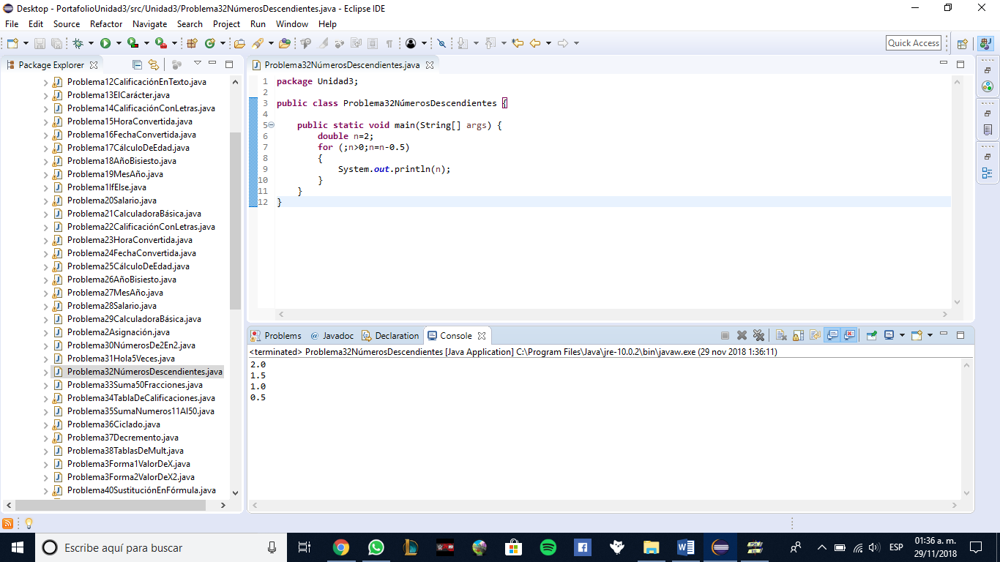 Desktop - PortafolioUnidad3/src/Unidad3/Problema32NúmerosDescendientes.java - Eclipse IDE
File Edit Source Refactor Navigate Search Project Run Window Help
Quick Access
Package Explorer
Problema12CalificaciónEnTexto.java
Problema13ElCarácter.java
Problema14CalificaciónConLetras.java
Problema15HoraConvertida.java
Problema16FechaConvertida.java
Problema17CálculoDeEdad.java
Problema18AñoBisiesto.java
Problema19MesAño.java
Problema1IfElse.java
Problema20Salario.java
Problema21CalculadoraBásica.java
Problema22CalificaciónConLetras.java
Problema23HoraConvertida.java
Problema24FechaConvertida.java
Problema25CálculoDeEdad.java
Problema26AñoBisiesto.java
Problema27MesAño.java
Problema28Salario.java
Problema29CalculadoraBásica.java
Problema2Asignación.java
Problema30NúmerosDe2En2.java
Problema31Hola5Veces.java
Problema32NúmerosDescendientes.java
Problema33Suma50Fracciones.java
Problema34TablaDeCalificaciones.java
Problema35SumaNumeros11Al50.java
Problema36Ciclado.java
Problema37Decremento.java
Problema38TablasDeMult.java
Problema3Forma1ValorDeX.java
Problema3Forma2ValorDeX2.java
Problema40SustituciónEnFórmula.java
Problema32NúmerosDescendientes.java
1 package Unidad3;
2
3 public class Problema32NúmerosDescendientes {
4
5 public static void main(String[] args) {
6 double n=2;
7 for (;n>0;n=n-0.5)
8 {
9 System.out.println(n);
10 }
11 }
12 }
Problems @ Javadoc Declaration Console
<terminated> Problema32NúmerosDescendientes [Java Application] C:\Program Files\Java\jre-10.0.2\bin\javaw.exe (29 nov 2018 1:36:11)
2.0
1.5
1.0
0.5
Escribe aquí para buscar
ESP
01:36 a. m.
29/11/2018